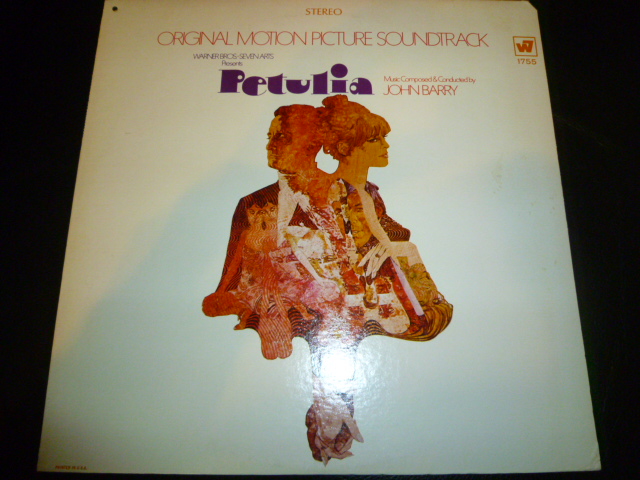 STEREO
ORIGINAL MOTION PICTURE SOUNDTRACK
W
1755
WARNER BROS.-SEVEN ARTS
Presents
Petulia
Music Composed & Conducted by
JOHN BARRY